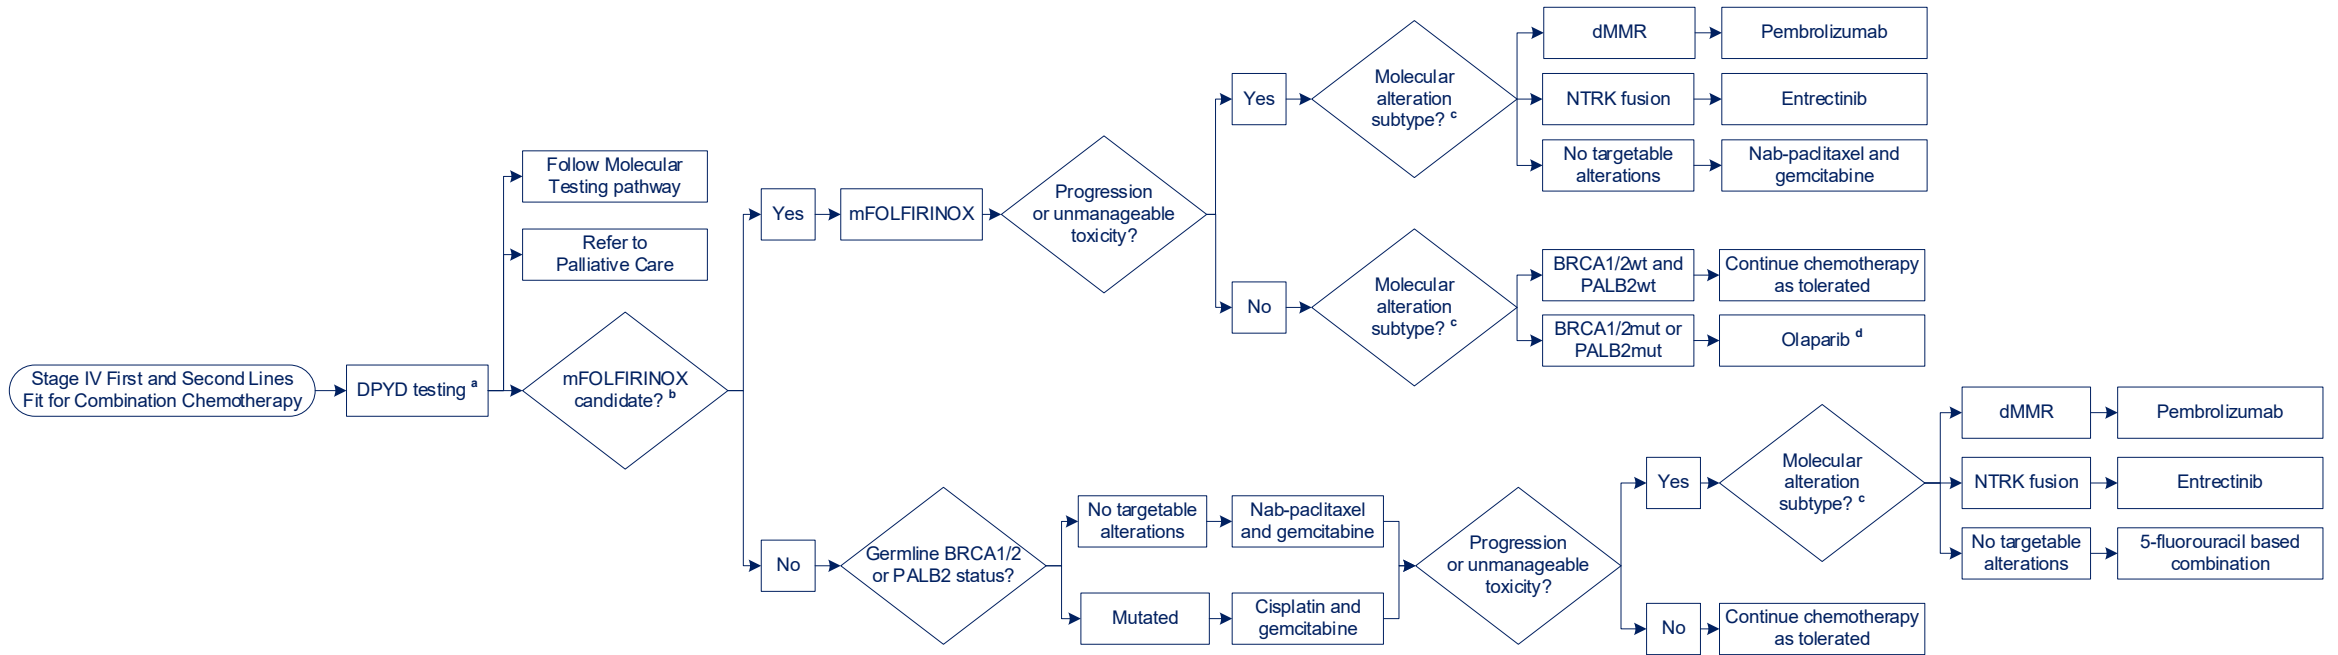 Stage IV First and Second Lines
Fit for Combination Chemotherapy
DPYD testing a
Follow Molecular
Testing pathway
Refer to
Palliative Care
mFOLFIRINOX
candidate? b
Yes
mFOLFIRINOX
Progression
or unmanageable
toxicity?
Yes
Molecular
alteration
subtype? c
dMMR
Pembrolizumab
NTRK fusion
Entrectinib
No targetable
alterations
Nab-paclitaxel and
gemcitabine
No
Molecular
alteration
subtype? c
BRCA1/2wt and
PALB2wt
Continue chemotherapy
as tolerated
BRCA1/2mut or
PALB2mut
Olaparib d
No
Germline BRCA1/2
or PALB2 status?
No targetable
alterations
Nab-paclitaxel
and gemcitabine
Mutated
Cisplatin and
gemcitabine
Progression
or unmanageable
toxicity?
Yes
Molecular
alteration
subtype? c
dMMR
Pembrolizumab
NTRK fusion
Entrectinib
No targetable
alterations
5-fluorouracil based
combination
No
Continue chemotherapy
as tolerated